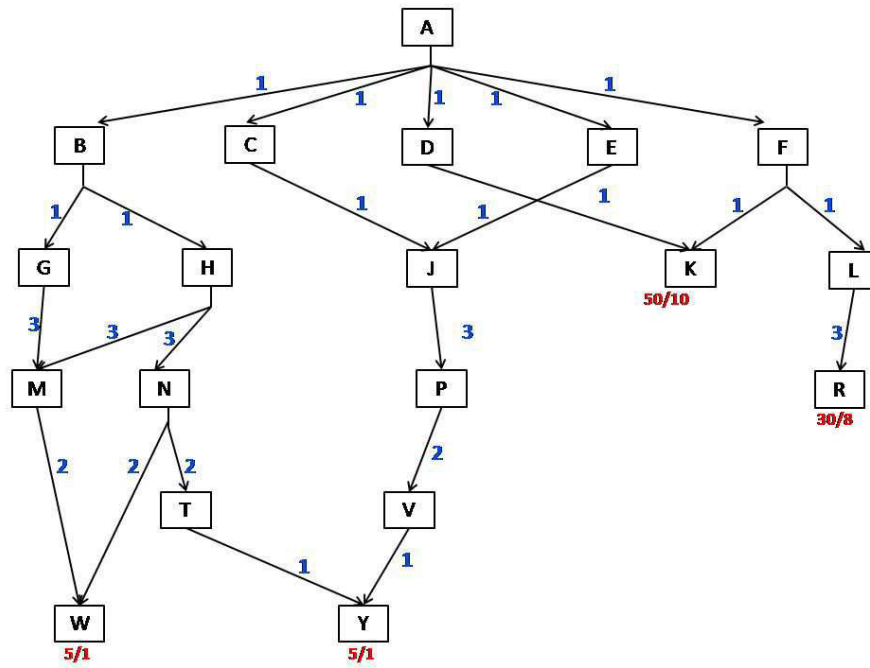 A
1 1 1 1 1
B C D E F
1 1 1 1 1 1 1
G H J K L
50/10
3 3 3 3 3
M N P R
30/8
2 2 2 2
T V
1 1
W Y
5/1 5/1